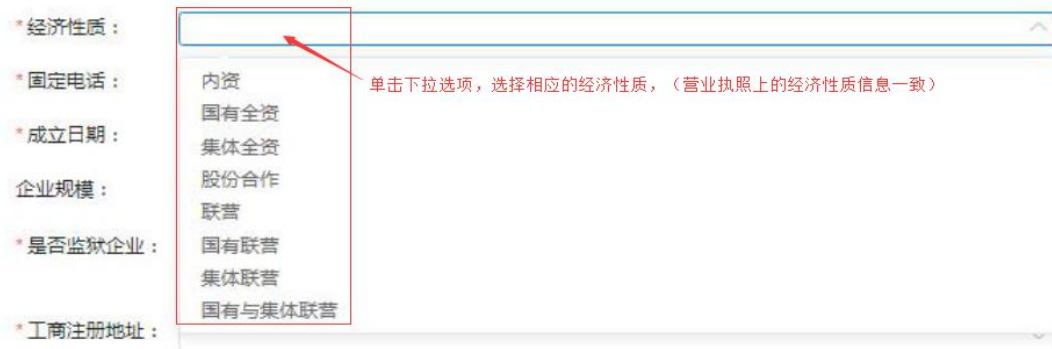 *经济性质：
*固定电话：
内资
单击下拉选项，选择相应的经济性质，（营业执照上的经济性质信息一致）
国有全资
*成立日期：
集体全资
股份合作
企业规模：
联营
*是否监狱企业：
国有联营
集体联营
国有与集体联营
*工商注册地址：